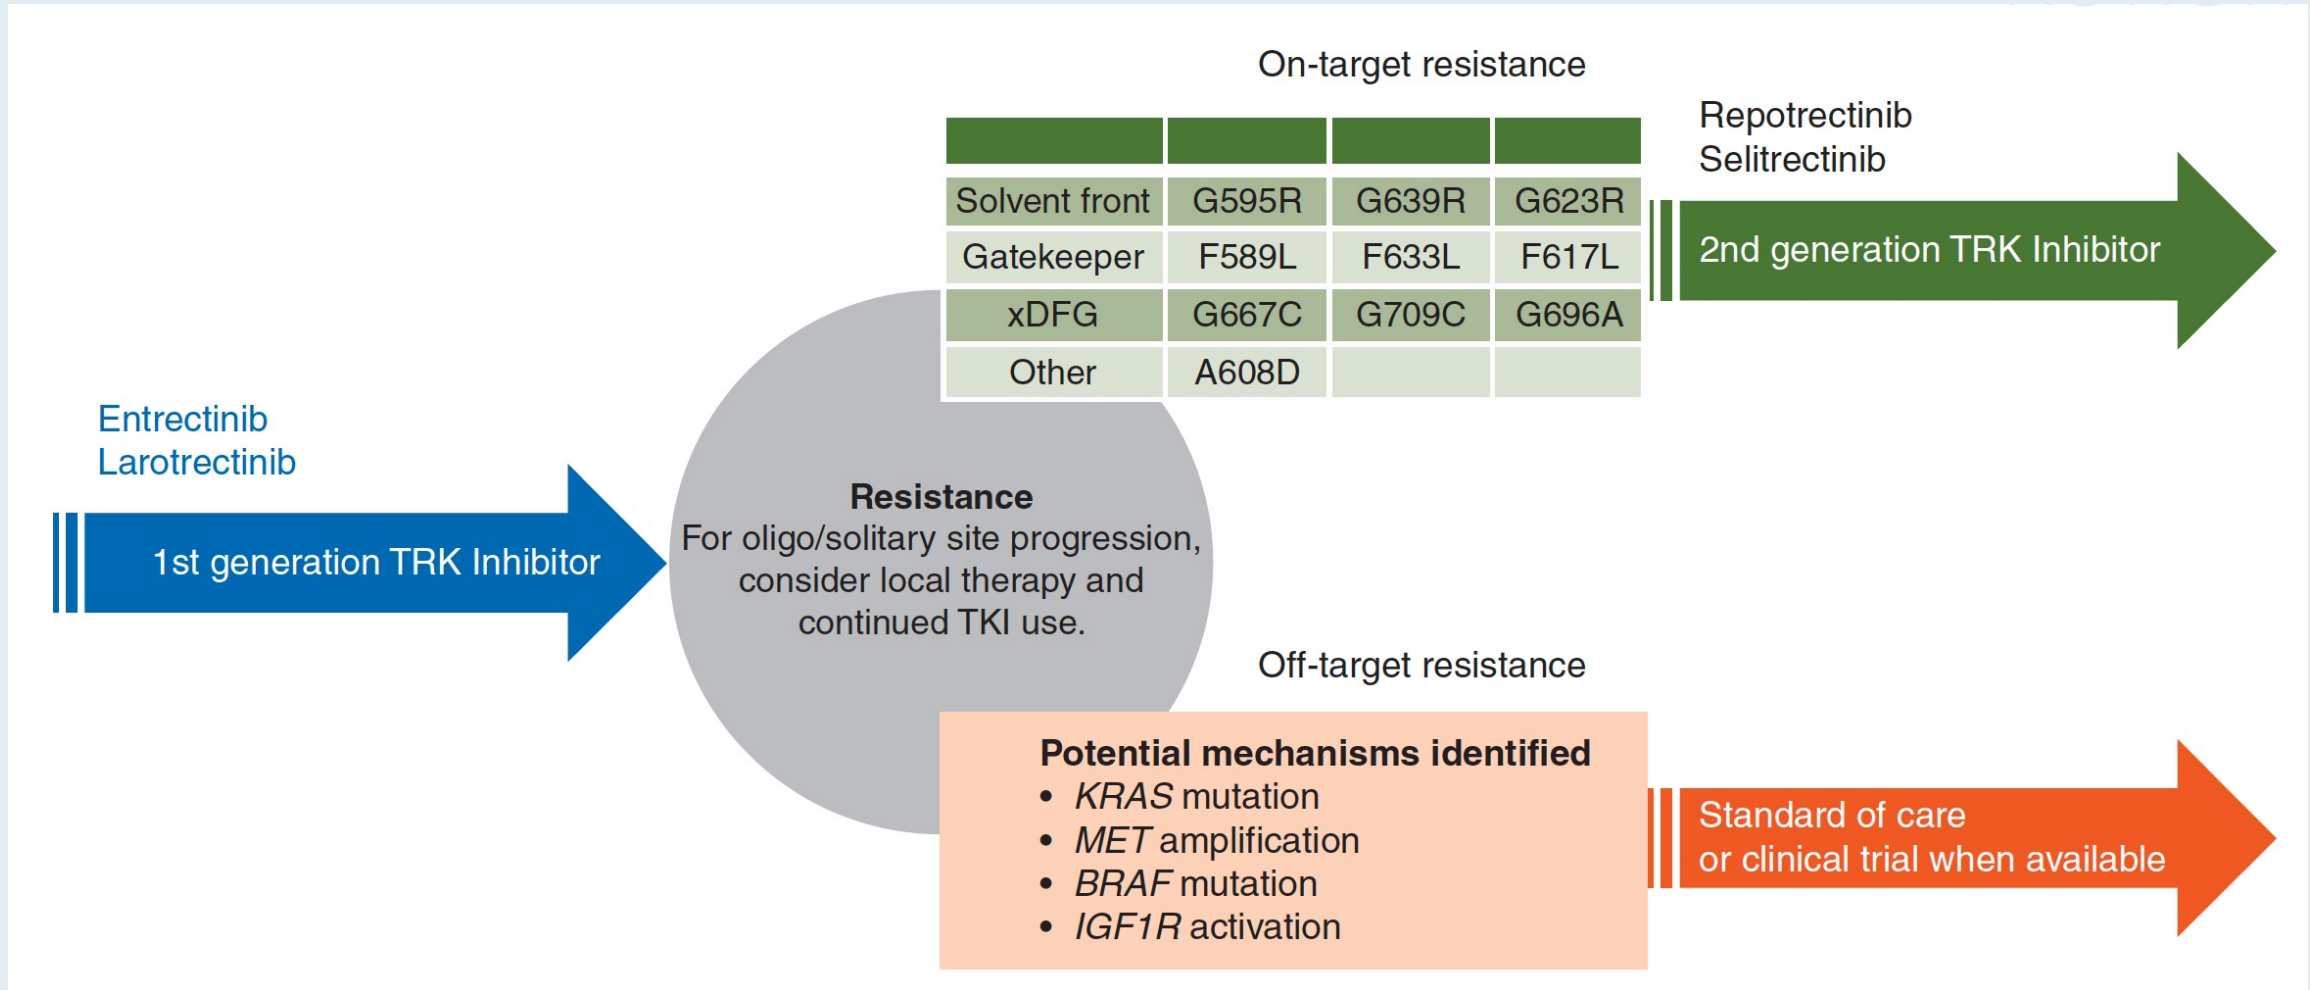 On-target resistance
Solvent front G595R G639R G623R
Gatekeeper F589L F633L F617L
xDFG G667C G709C G696A
Other A608D
Repotrectinib
Selitrectinib
2nd generation TRK Inhibitor
Entrectinib
Larotrectinib
1st generation TRK Inhibitor
Resistance
For oligo/solitary site progression,
consider local therapy and
continued TKI use.
Off-target resistance
Potential mechanisms identified
• KRAS mutation
• MET amplification
• BRAF mutation
• IGF1R activation
Standard of care
or clinical trial when available